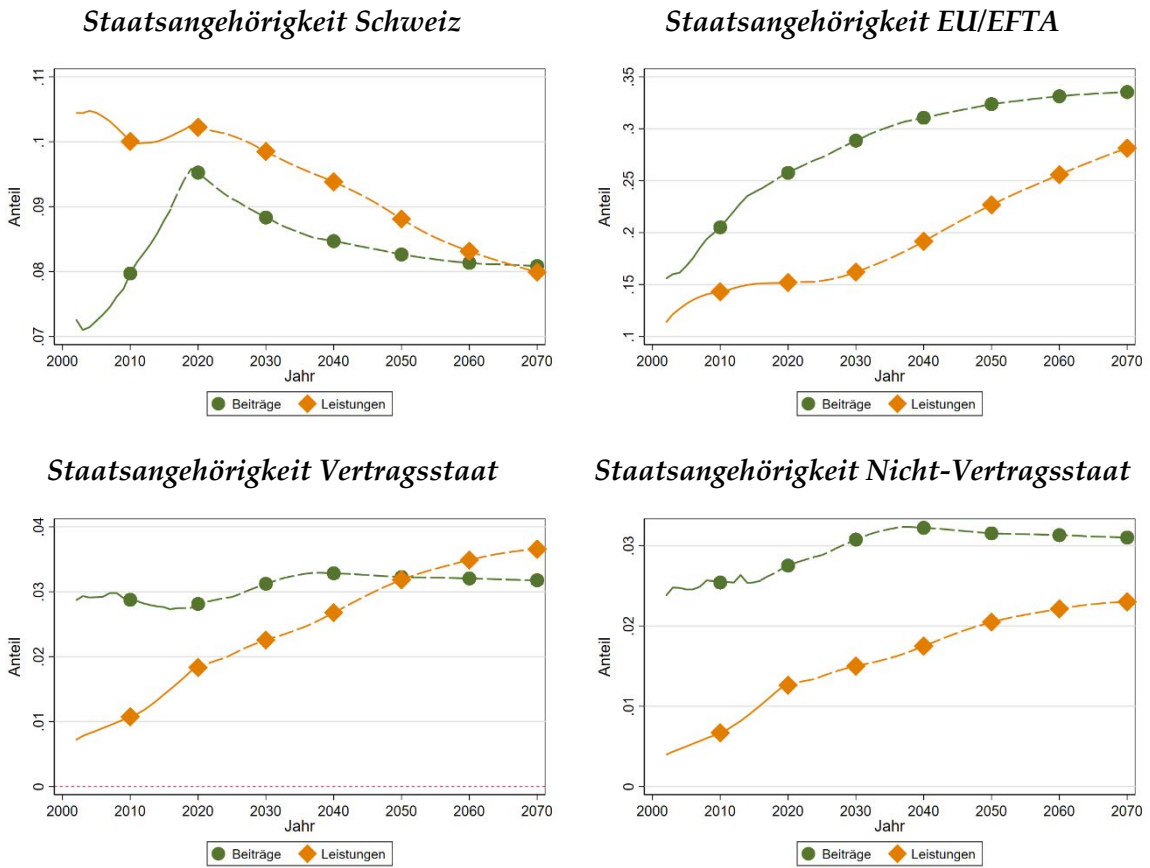 Staatsangehörigkeit Schweiz
Staatsangehörigkeit EU/EFTA
.11
.1
.09
.08
.07
Anteil
2000 2010 2020 2030 2040 2050 2060 2070
Jahr
Beiträge Leistungen
.35
.3
.25
.2
.15
.1
Anteil
2000 2010 2020 2030 2040 2050 2060 2070
Jahr
Beiträge Leistungen
Staatsangehörigkeit Vertragsstaat
Staatsangehörigkeit Nicht-Vertragsstaat
.04
.03
.02
.01
0
Anteil
2000 2010 2020 2030 2040 2050 2060 2070
Jahr
Beiträge Leistungen
.03
.02
.01
0
Anteil
2000 2010 2020 2030 2040 2050 2060 2070
Jahr
Beiträge Leistungen